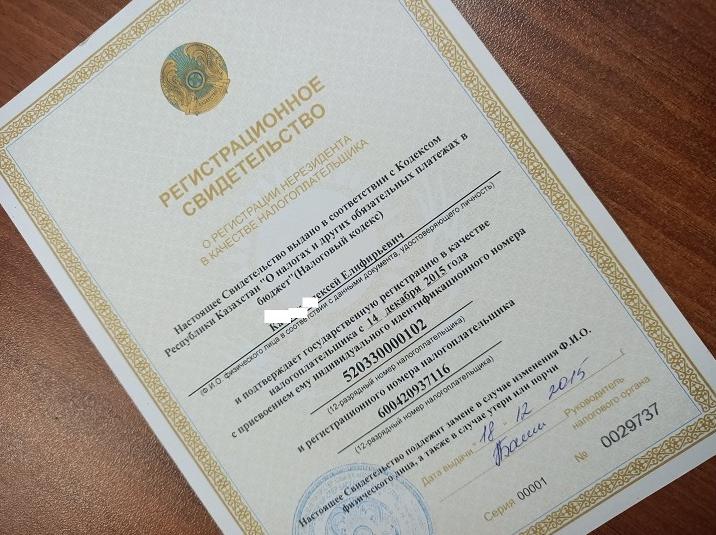 РЕГИСТРАЦИОННОЕ
СВИДЕТЕЛЬСТВО
О РЕГИСТРАЦИИ НЕРЕЗИДЕНТА
В КАЧЕСТВЕ НАЛОГОПЛАТЕЛЬЩИКА
Настоящее Свидетельство выдано в соответствии с Кодексом
Республики Казахстан "О налогах и других обязательных платежах в
бюджет"(Налоговый кодекс)
Елифирьевич
(Ф.И.О. физического лица в соответствии с данными документа, удостоверяющего личность)
и подтверждает государственную регистрацию в качестве
налогоплательщика с 14 декабря 2015 года
с присвоением ему индивидуального идентификационного номера
520330000102
(12-разрядный номер налогоплательщика)
и регистрационного номера налогоплательщика
600420937116
(12-разрядный номер налогоплательщика)
Настоящее Свидетельство подлежит замене в случае изменения Ф.И.О.
физического лица, а также в случае утери или порчи
Дата выдачи 18 - 12 2015 г
Руководитель
налогового органа
Серия 00001 № 0029737